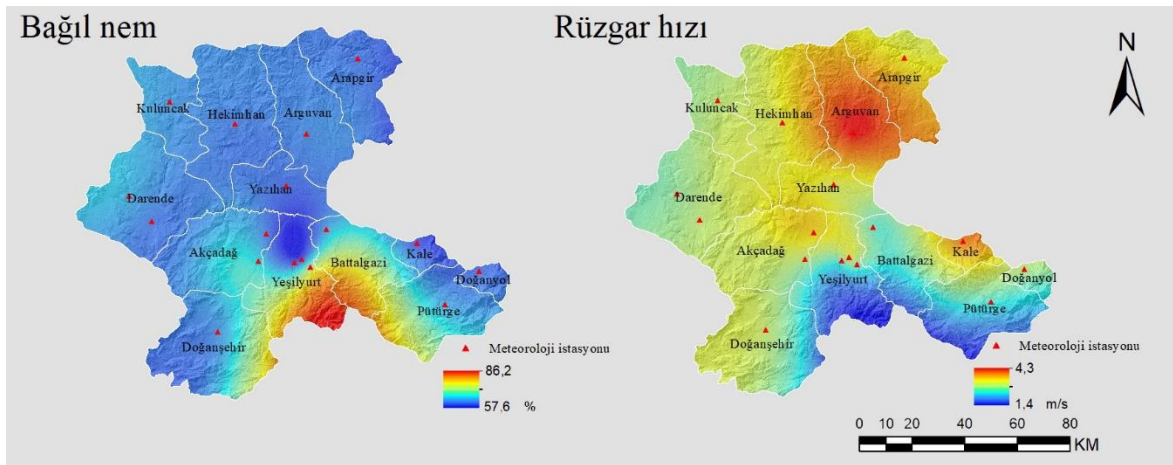 Bağıl nem
Arapgir
Kuluncak
Hekimhan
Arguvan
Yazıhan
Darende
Akçadağ
Kale
Battalgazi
Doğanyol
Yeşilyurt
Pütürge
Doğanşehir
Meteoroloji istasyonu
86,2
57,6 %
Rüzgar hızı
N
Arapgir
Kuluncak
Hekimhan
Arguvan
Yazıhan
Darende
Akçadağ
Kale
Battalgazi
Doğanyol
Yeşilyurt
Pütürge
Doğanşehir
Meteoroloji istasyonu
4,3
1,4 m/s
0 10 20 40 60 80
KM